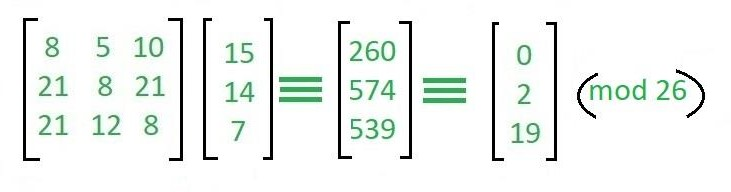 8 5 10 15 260 0
21 8 21 14 ≡ 574 ≡ 2 (mod 26)
21 12 8 7 539 19